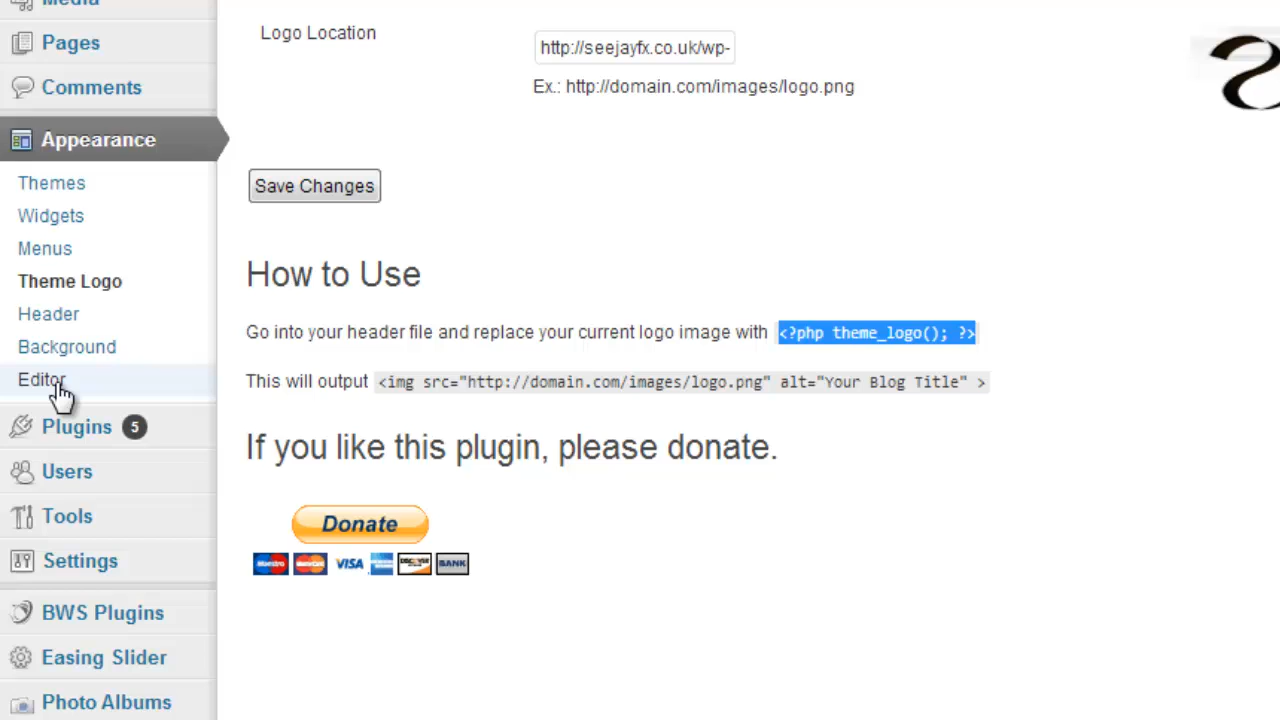 Media
Pages
Comments
Appearance
Themes
Widgets
Menus
Theme Logo
Header
Background
Editor
Plugins 5
Users
Tools
Settings
BWS Plugins
Easing Slider
Photo Albums
Logo Location
http://seejayfx.co.uk/wp-
Ex.: http://domain.com/images/logo.png
Save Changes
How to Use
Go into your header file and replace your current logo image with <?php theme_logo(); ?>
This will output <img src="http://domain.com/images/logo.png" alt="Your Blog Title" >
If you like this plugin, please donate.
Donate
Maestro
MasterCard
VISA
DISCOVER
BANK